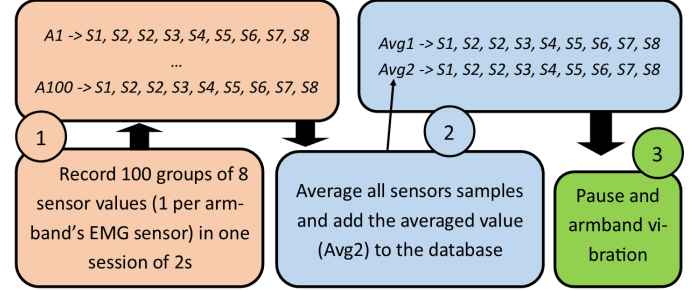 A1 -> S1, S2, S2, S3, S4, S5, S6, S7, S8
...
A100 -> S1, S2, S2, S3, S4, S5, S6, S7, S8
Avg1 -> S1, S2, S2, S3, S4, S5, S6, S7, S8
Avg2 -> S1, S2, S2, S3, S4, S5, S6, S7, S8
1
Record 100 groups of 8
sensor values (1 per arm-
band's EMG sensor) in one
session of 2s
2
Average all sensors samples
and add the averaged value
(Avg2) to the database
3
Pause and
armband vi-
bration